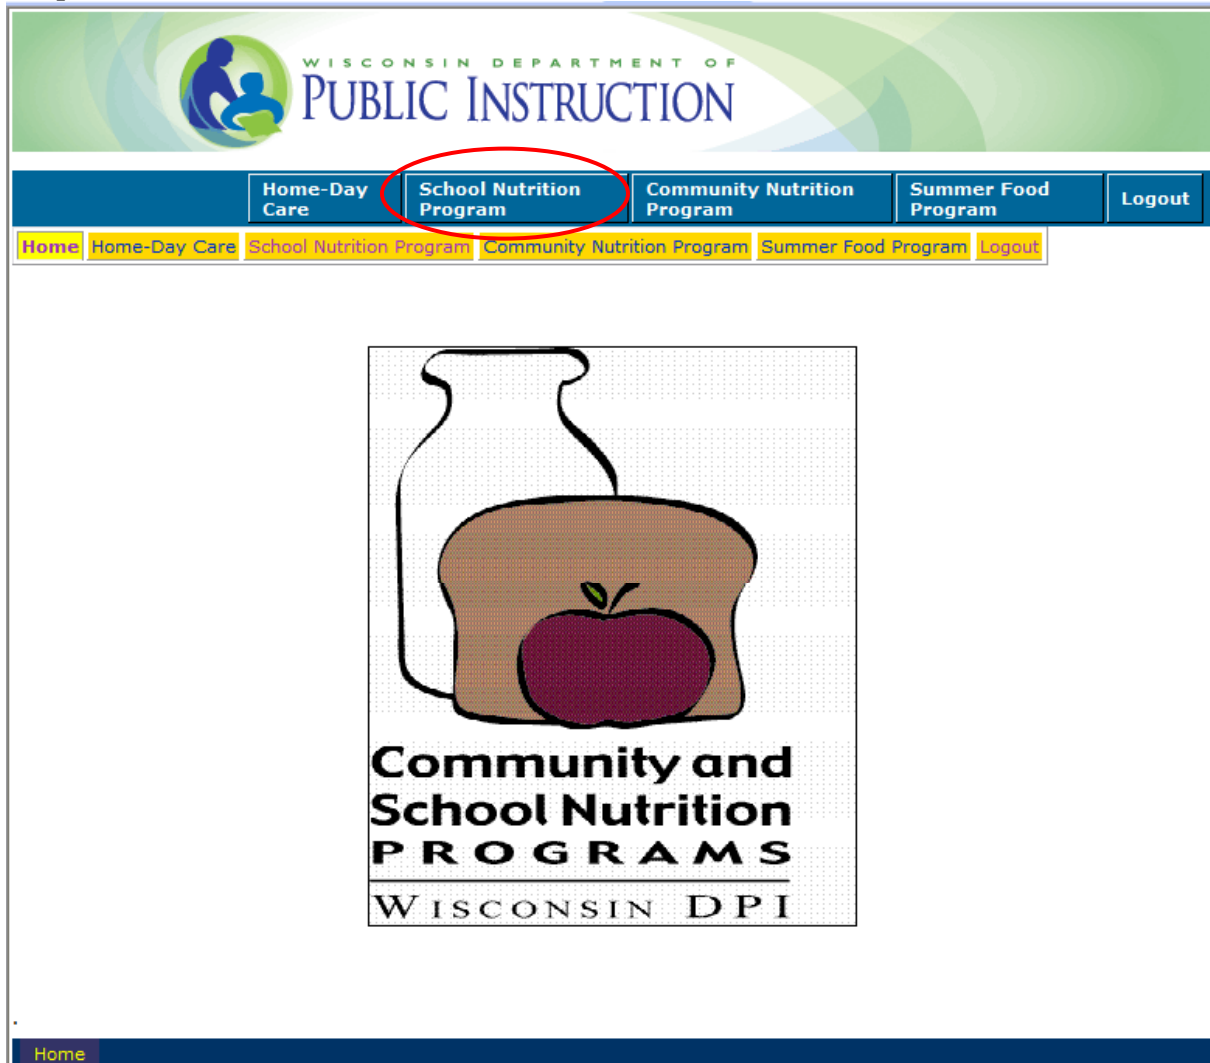 WISCONSIN DEPARTMENT OF
PUBLIC INSTRUCTION
Home-Day Care
School Nutrition Program
Community Nutrition Program
Summer Food Program
Logout
Home Home-Day Care School Nutrition Program Community Nutrition Program Summer Food Program Logout
Community and
School Nutrition
PROGRAMS
WISCONSIN DPI
.
Home